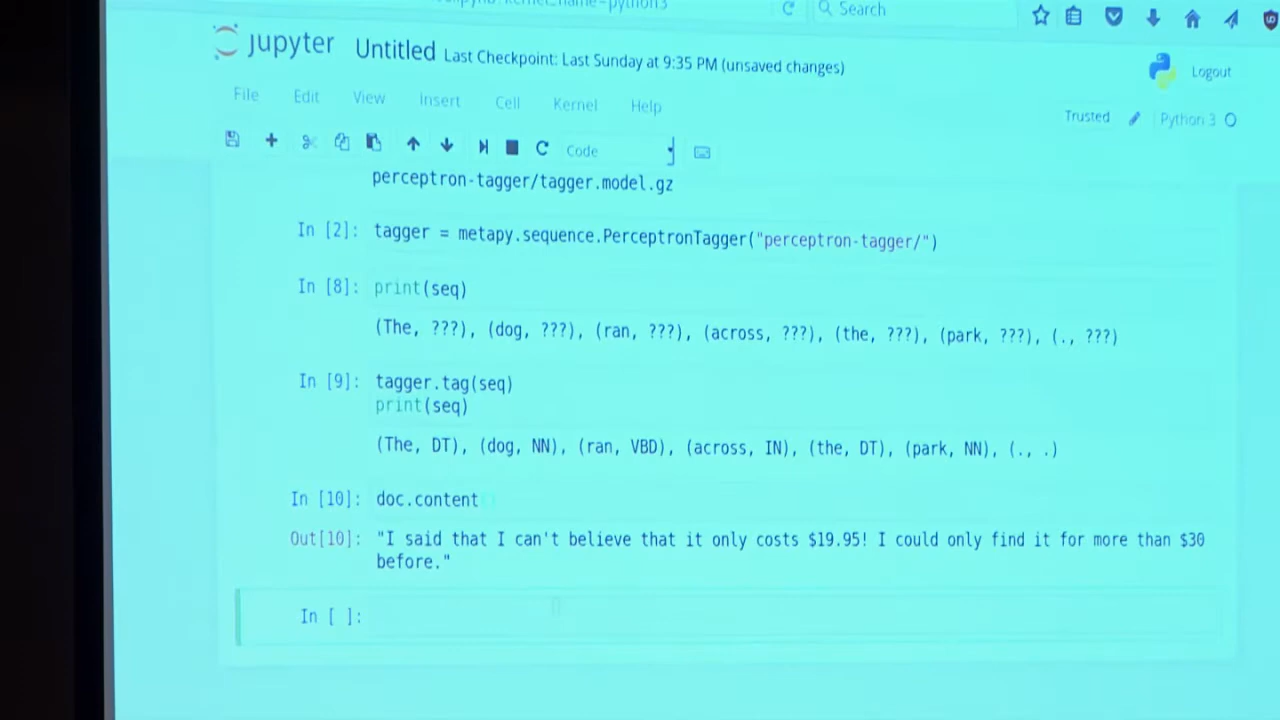 Search
jupyter Untitled Last Checkpoint: Last Sunday at 9:35 PM (unsaved changes)
Logout
File Edit View Insert Cell Kernel Help
Trusted Python 3
Code
perceptron-tagger/tagger.model.gz
In [2]: tagger = metapy.sequence.PerceptronTagger("perceptron-tagger/")
In [8]: print(seq)
(The, ???), (dog, ???), (ran, ???), (across, ???), (the, ???), (park, ???), (., ???)
In [9]: tagger.tag(seq)
print(seq)
(The, DT), (dog, NN), (ran, VBD), (across, IN), (the, DT), (park, NN), (., .)
In [10]: doc.content()
Out[10]: "I said that I can't believe that it only costs $19.95! I could only find it for more than $30
before."
In [ ]: